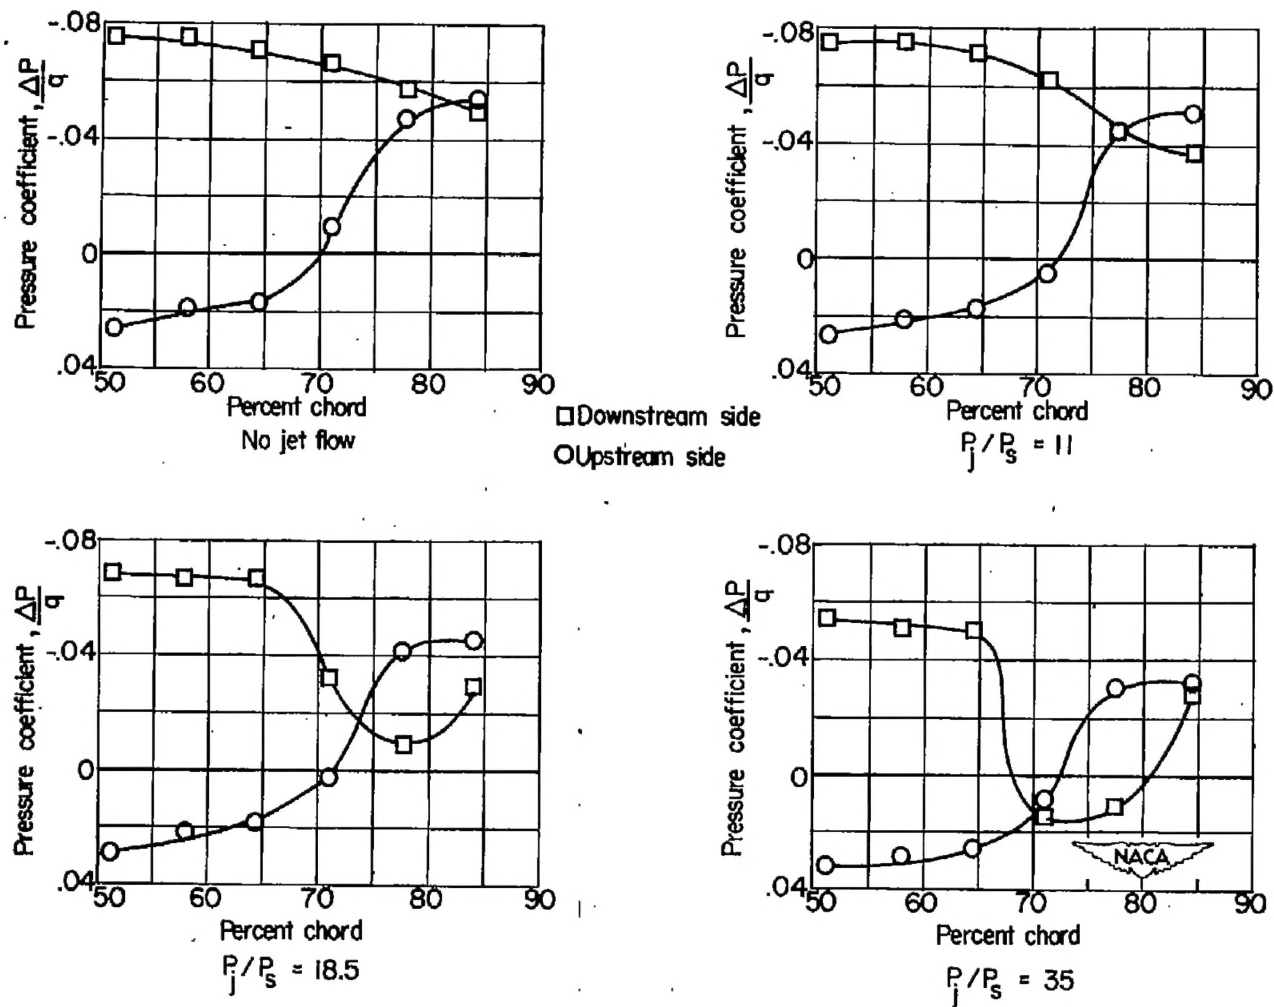 -.08
-.04
0
.04
Pressure coefficient, ΔP/q
50 60 70 80 90
Percent chord
No jet flow
-.08
-.04
0
.04
Pressure coefficient, ΔP/q
50 60 70 80 90
Percent chord
Pj/Ps = 11
□Downstream side
○Upstream side
-.08
-.04
0
.04
Pressure coefficient, ΔP/q
50 60 70 80 90
Percent chord
Pj/Ps = 18.5
-.08
-.04
0
.04
Pressure coefficient, ΔP/q
NACA
50 60 70 80 90
Percent chord
Pj/Ps = 35